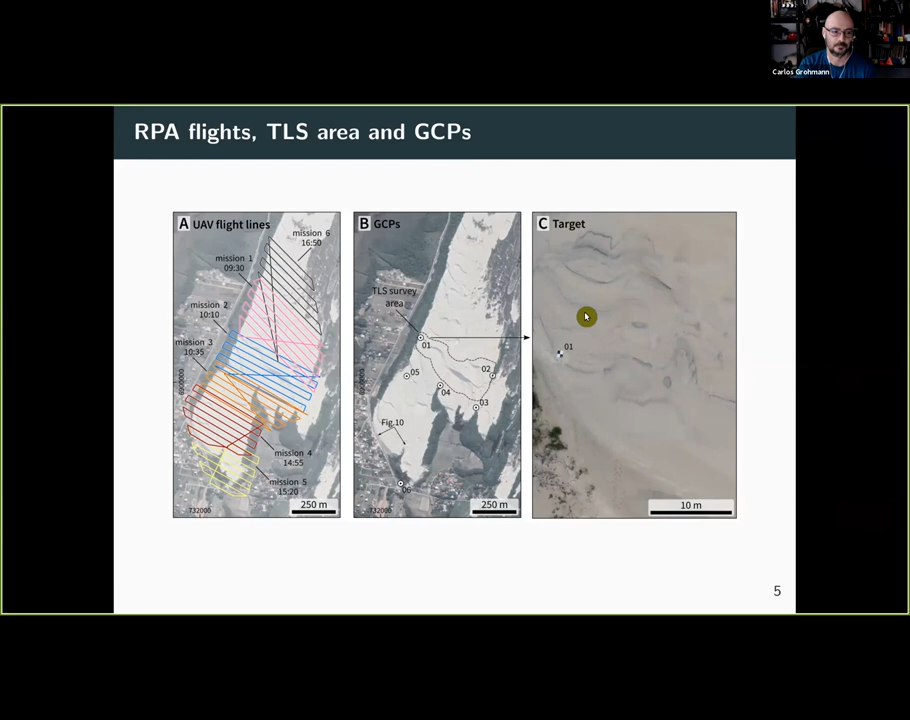 Carlos Grohmann
RPA flights, TLS area and GCPs
A UAV flight lines
mission 6
16:50
mission 1
09:30
mission 2
10:10
mission 3
10:35
mission 4
14:55
mission 5
15:20
732000
250 m
B GCPs
TLS survey
area
01
02
05
04
03
Fig.10
06
732000
250 m
C Target
01
10 m
5